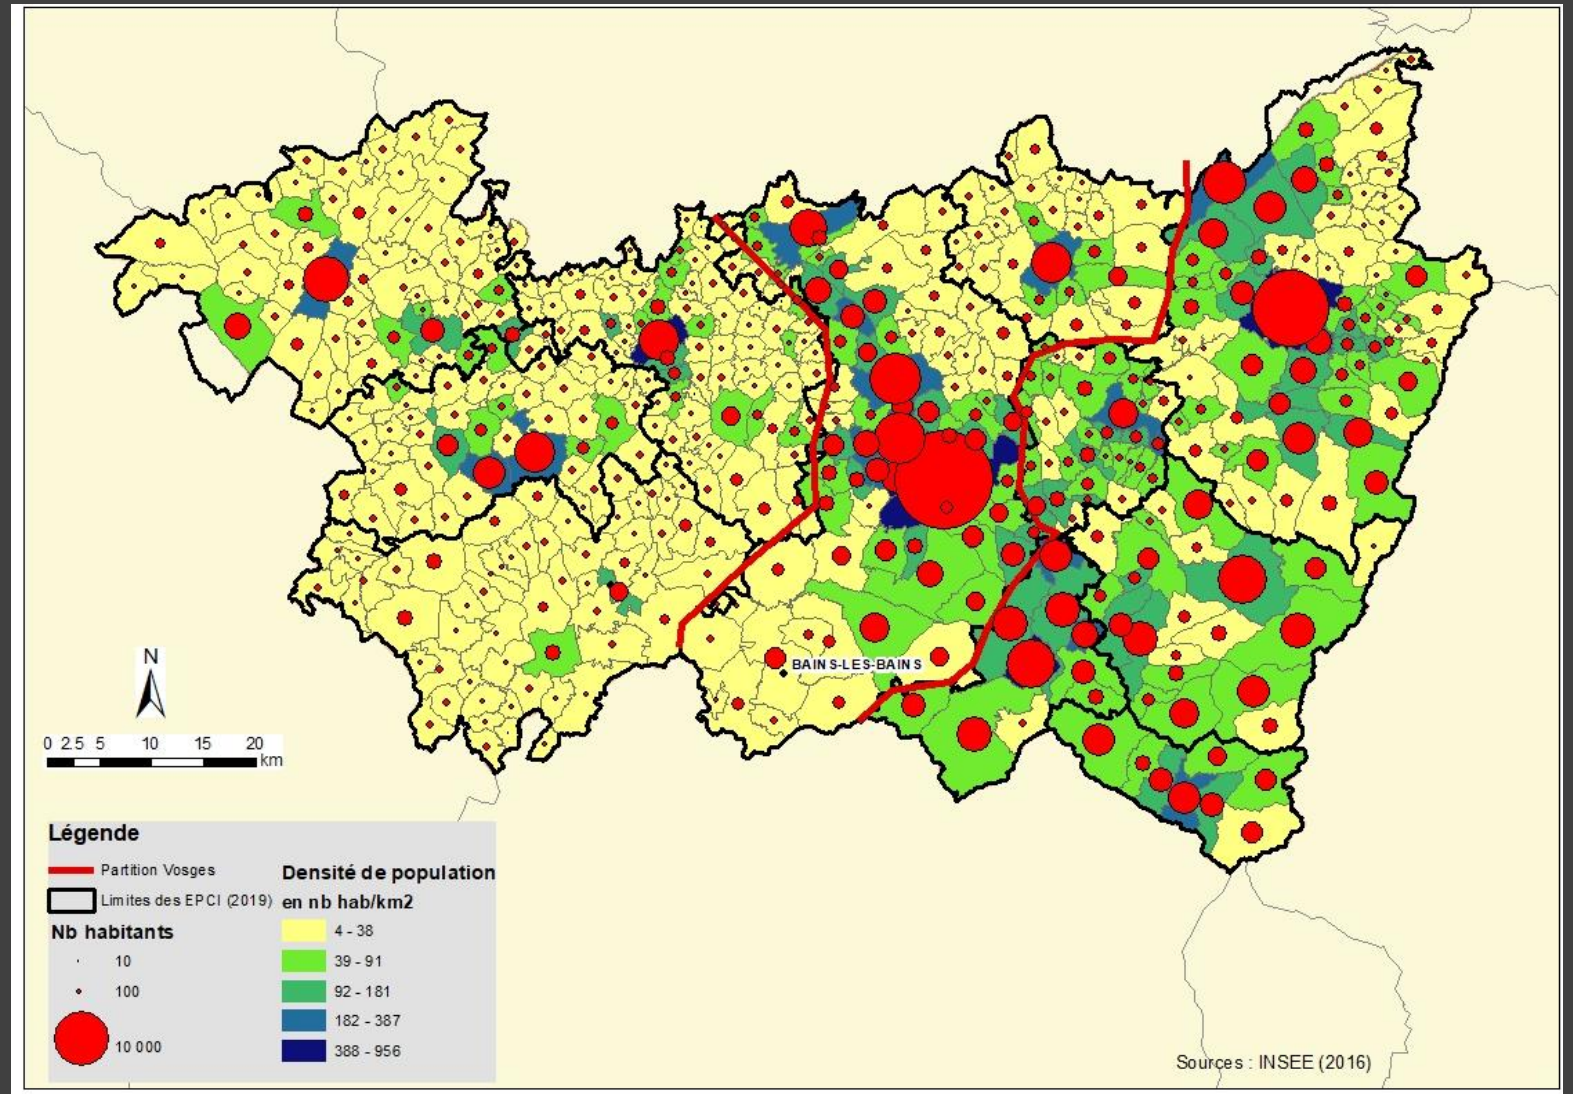 BAINS-LES-BAINS
N
0 2.5 5 10 15 20
km
Légende
Partition Vosges
Limites des EPCI (2019)
Nb habitants
10
100
10 000
Densité de population
en nb hab/km2
4 - 38
39 - 91
92 - 181
182 - 387
388 - 956
Sources : INSEE (2016)